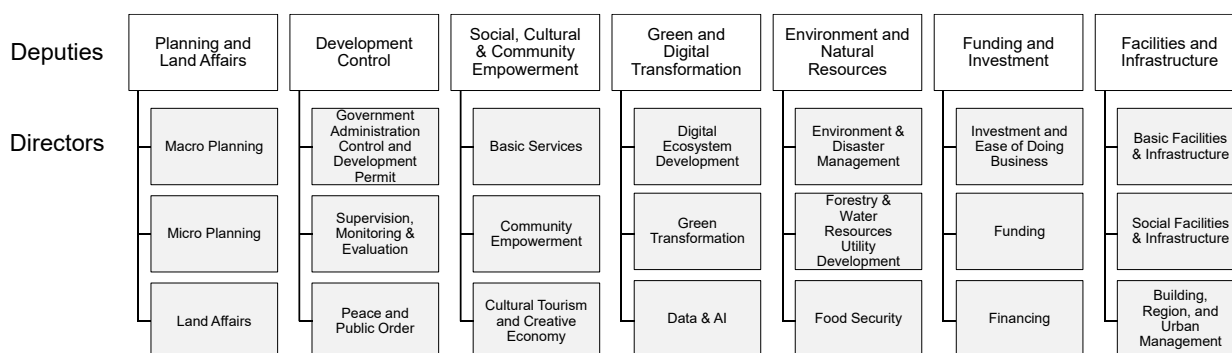 Deputies
Planning and
Land Affairs
Development
Control
Social, Cultural
& Community
Empowerment
Green and
Digital
Transformation
Environment and
Natural
Resources
Funding and
Investment
Facilities and
Infrastructure
Directors
Macro Planning
Government
Administration
Control and
Development
Permit
Basic Services
Digital
Ecosystem
Development
Environment &
Disaster
Management
Investment and
Ease of Doing
Business
Basic Facilities
& Infrastructure
Micro Planning
Supervision,
Monitoring &
Evaluation
Community
Empowerment
Green
Transformation
Forestry &
Water
Resources
Utility
Development
Funding
Social Facilities
& Infrastructure
Land Affairs
Peace and
Public Order
Cultural Tourism
and Creative
Economy
Data & AI
Food Security
Financing
Building,
Region, and
Urban
Management